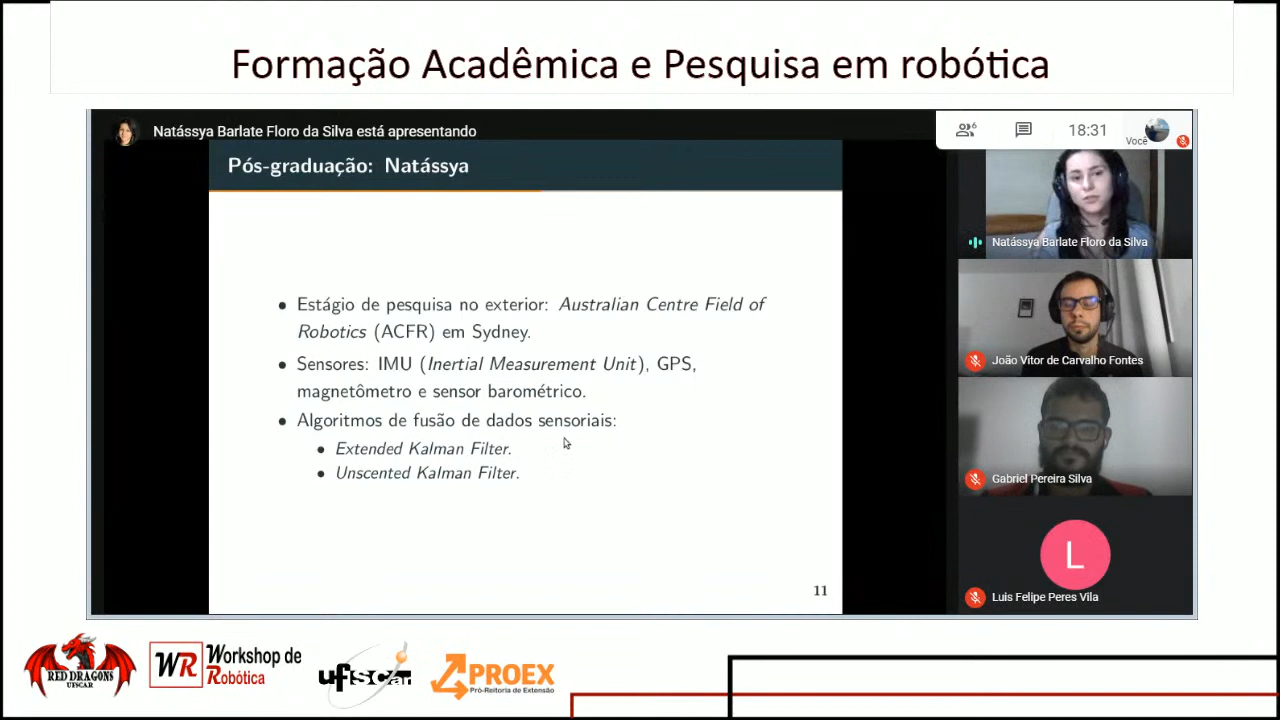 Formação Acadêmica e Pesquisa em robótica
Natássya Barlate Floro da Silva está apresentando
6
18:31
Você
Pós-graduação: Natássya
Natássya Barlate Floro da Silva
• Estágio de pesquisa no exterior: Australian Centre Field of
Robotics (ACFR) em Sydney.
• Sensores: IMU (Inertial Measurement Unit), GPS,
magnetômetro e sensor barométrico.
• Algoritmos de fusão de dados sensoriais:
• Extended Kalman Filter.
• Unscented Kalman Filter.
11
João Vitor de Carvalho Fontes
Gabriel Pereira Silva
L
Luis Felipe Peres Vila
RED DRAGONS
UFSCAR
WR
Workshop de
Robótica
ufscar
PROEX
Pró-Reitoria de Extensão